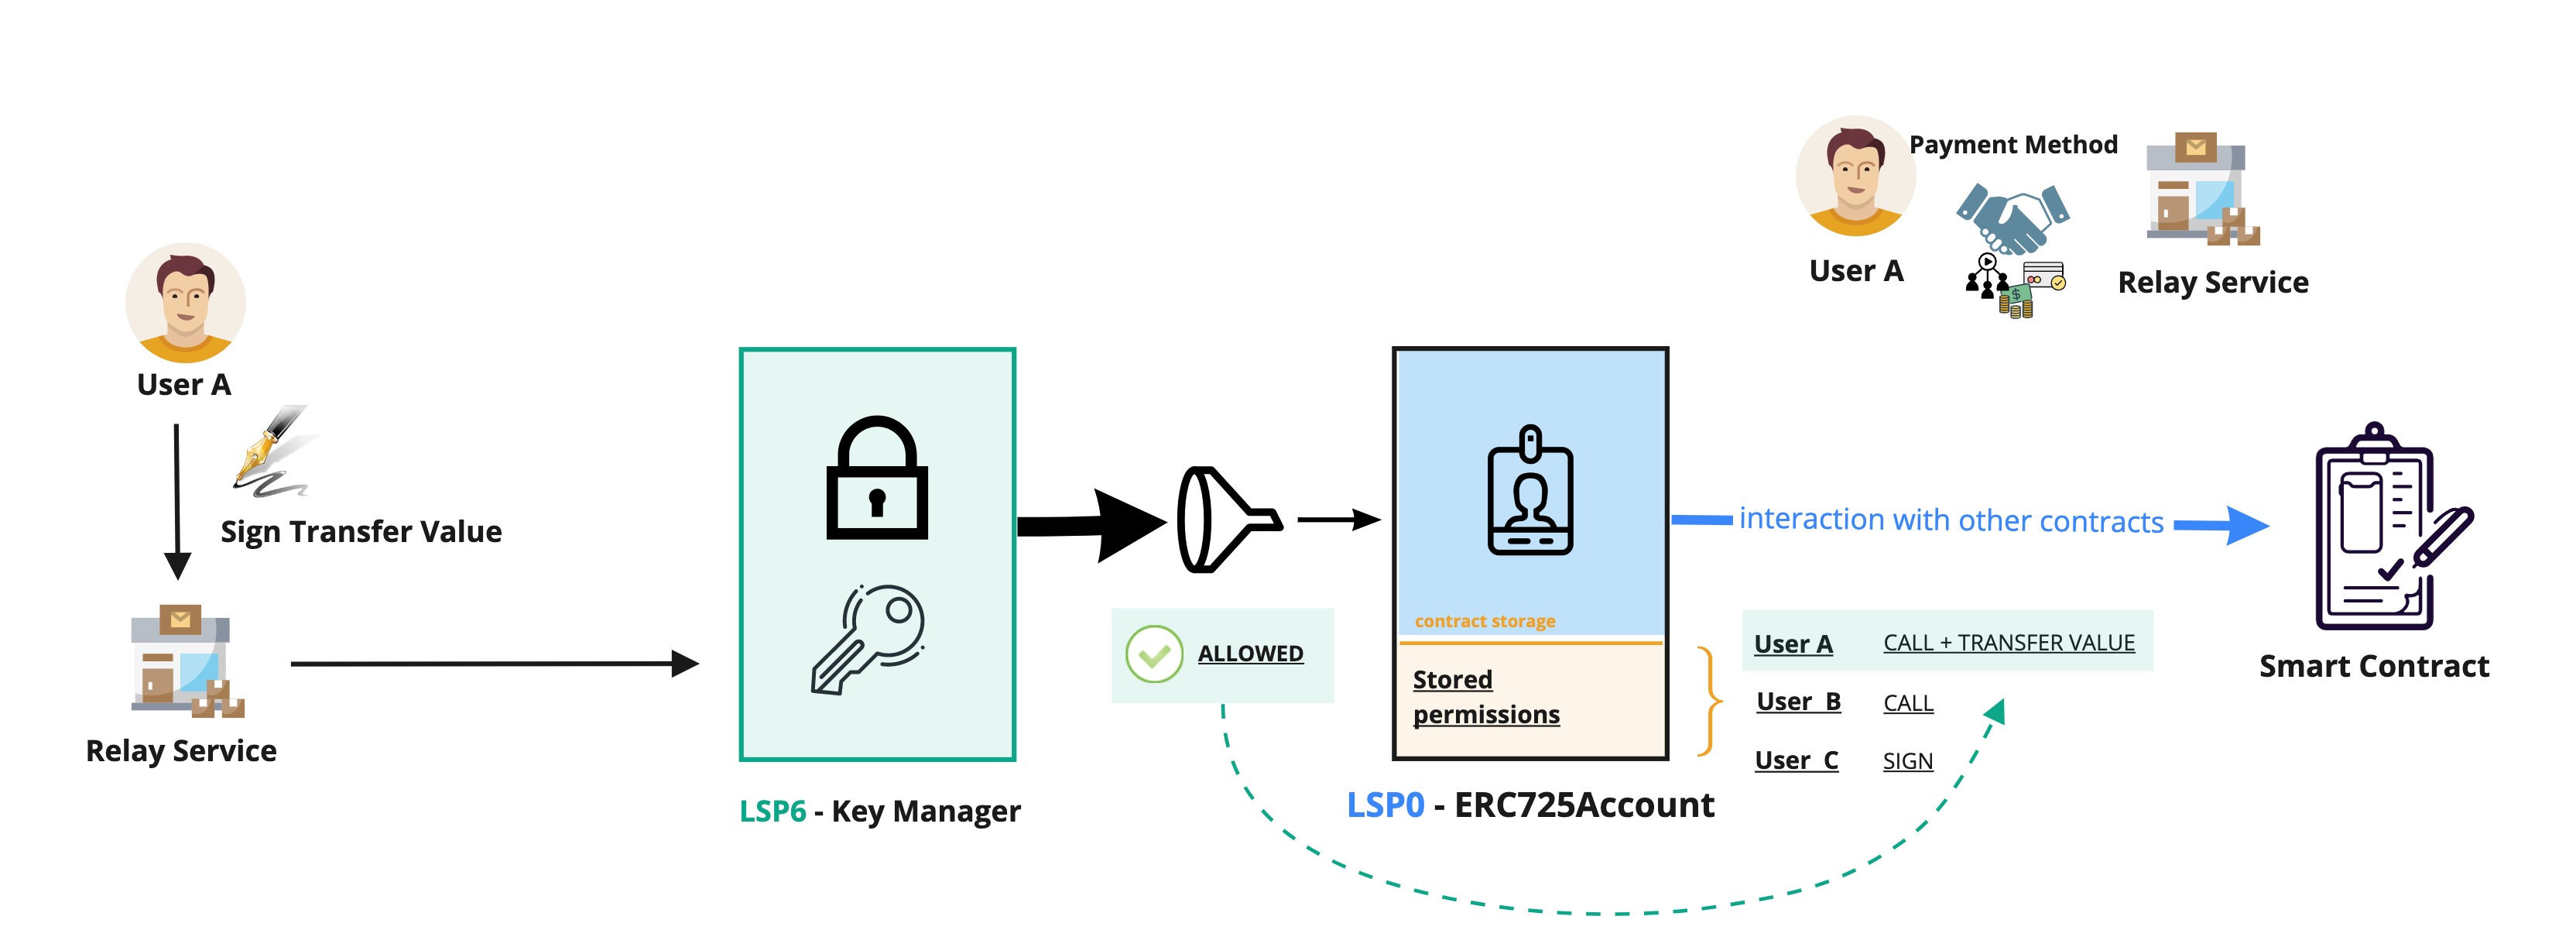 Payment Method
User A
Relay Service
User A
Sign Transfer Value
Relay Service
LSP6 - Key Manager
ALLOWED
contract storage
Stored
permissions
LSP0 - ERC725Account
interaction with other contracts
User A CALL + TRANSFER VALUE
User B CALL
User C SIGN
Smart Contract